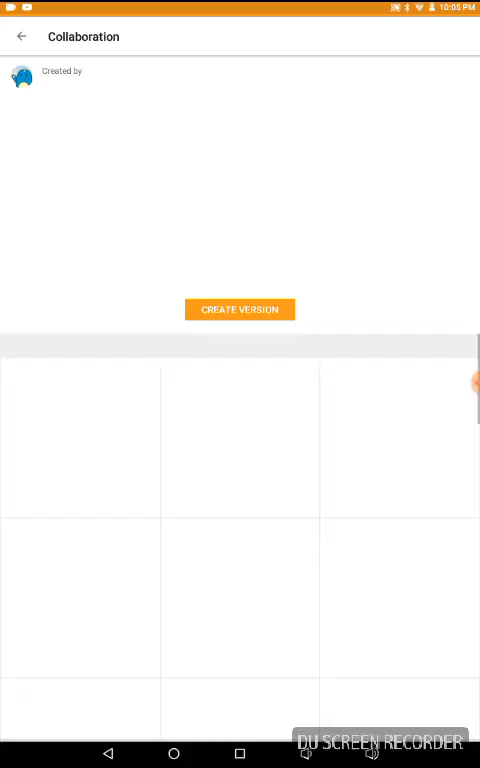 10:05 PM
Collaboration
Created by
CREATE VERSION
DU SCREEN RECORDER